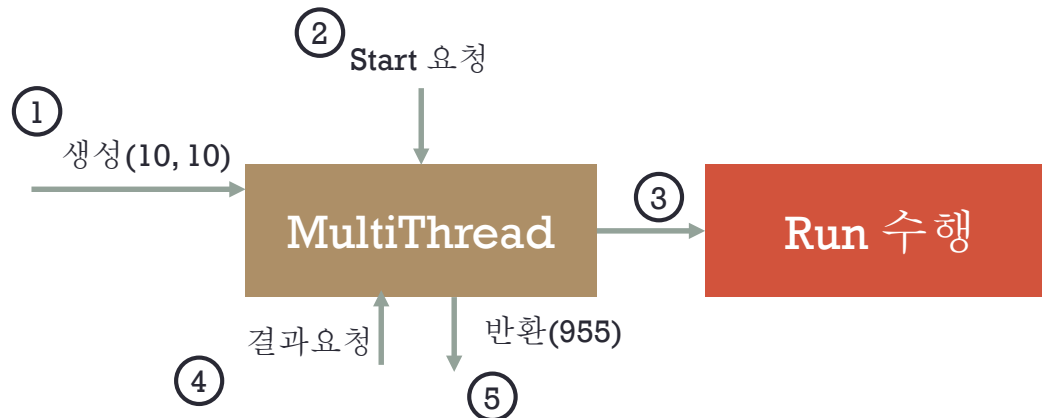 ②
Start 요청
①
생성(10, 10)
MultiThread
③
Run 수행
결과요청
반환(955)
④
⑤